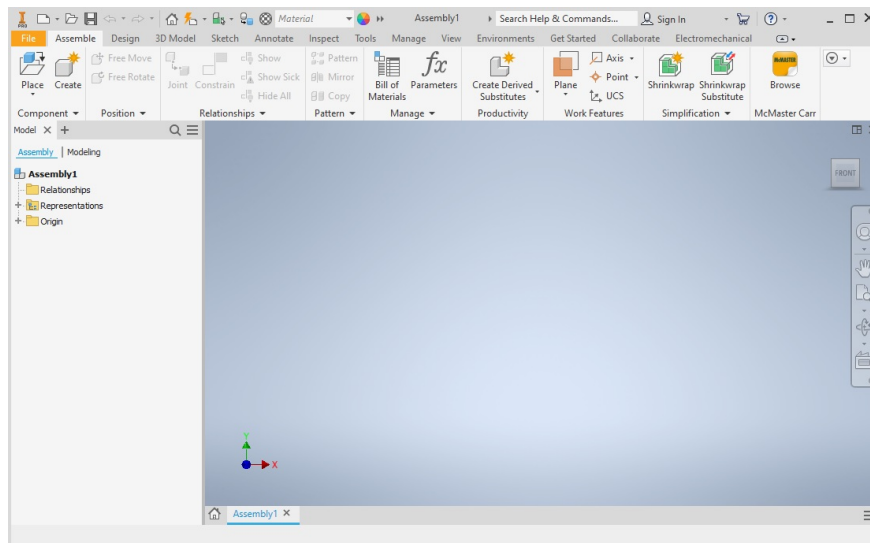 PRO Material Assembly1 Search Help & Commands... Sign In
File Assemble Design 3D Model Sketch Annotate Inspect Tools Manage View Environments Get Started Collaborate Electromechanical
Free Move Show Pattern fx Axis McMASTER
Free Rotate Show Sick Mirror Point
Place Create Joint Constrain Hide All Copy Bill of Materials Parameters Create Derived Substitutes Plane UCS Shrinkwrap Shrinkwrap Substitute Browse
Component Position Relationships Pattern Manage Productivity Work Features Simplification McMaster Carr
Model
Assembly | Modeling
Assembly1
Relationships
Representations
Origin
FRONT
Y
X
Assembly1